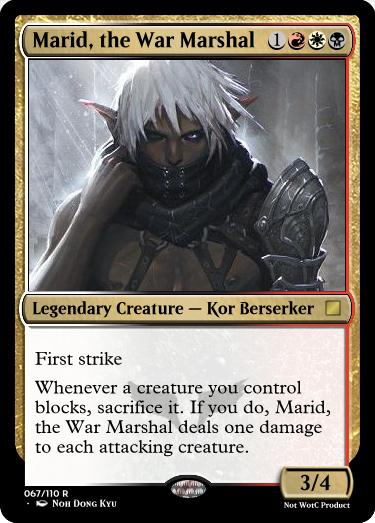 Marid, the War Marshal 1
Legendary Creature — Kor Berserker
First strike
Whenever a creature you control
blocks, sacrifice it. If you do, Marid,
the War Marshal deals one damage
to each attacking creature.
3/4
067/110 R
· Noh Dong Kyu
Not WotC Product